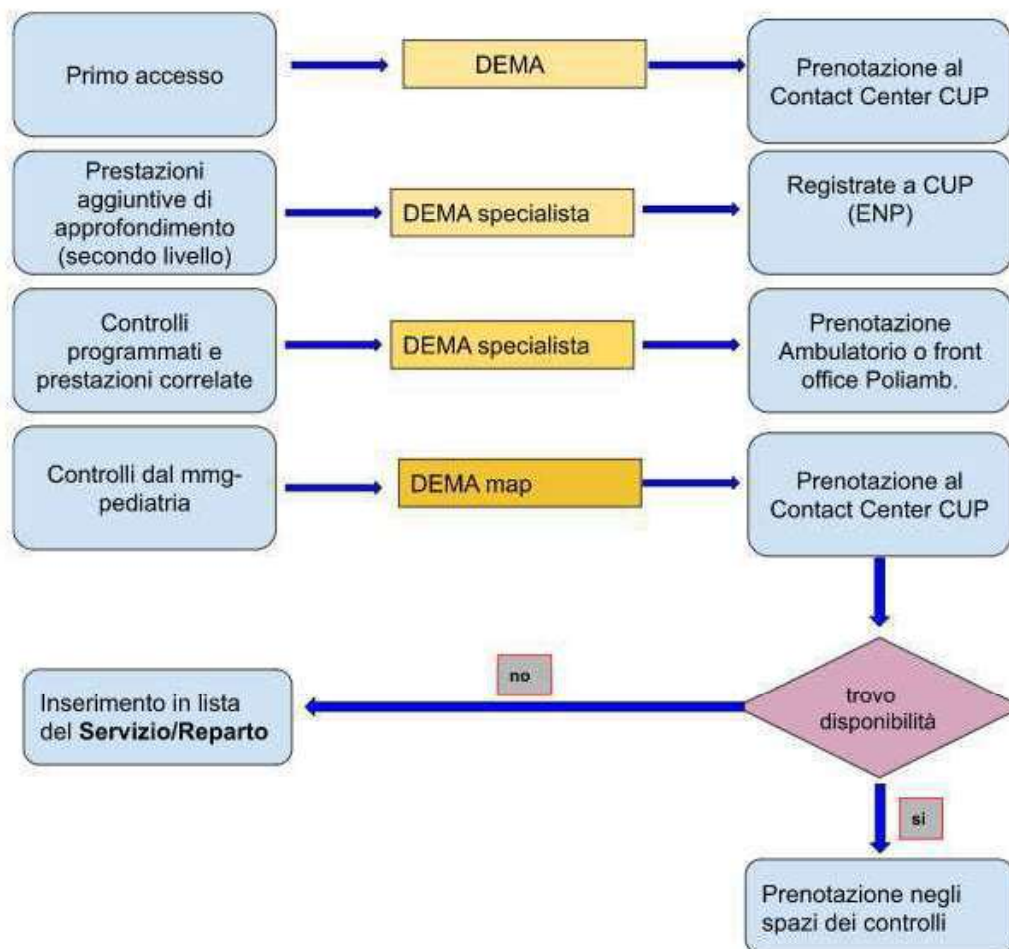 Primo accesso
DEMA
Prenotazione al
Contact Center CUP
Prestazioni
aggiuntive di
approfondimento
(secondo livello)
DEMA specialista
Registrate a CUP
(ENP)
Controlli
programmati e
prestazioni correlate
DEMA specialista
Prenotazione
Ambulatorio o front
office Poliamb.
Controlli dal mmg-
pediatria
DEMA map
Prenotazione al
Contact Center CUP
trovo
disponibilità
no
Inserimento in lista
del Servizio/Reparto
si
Prenotazione negli
spazi dei controlli